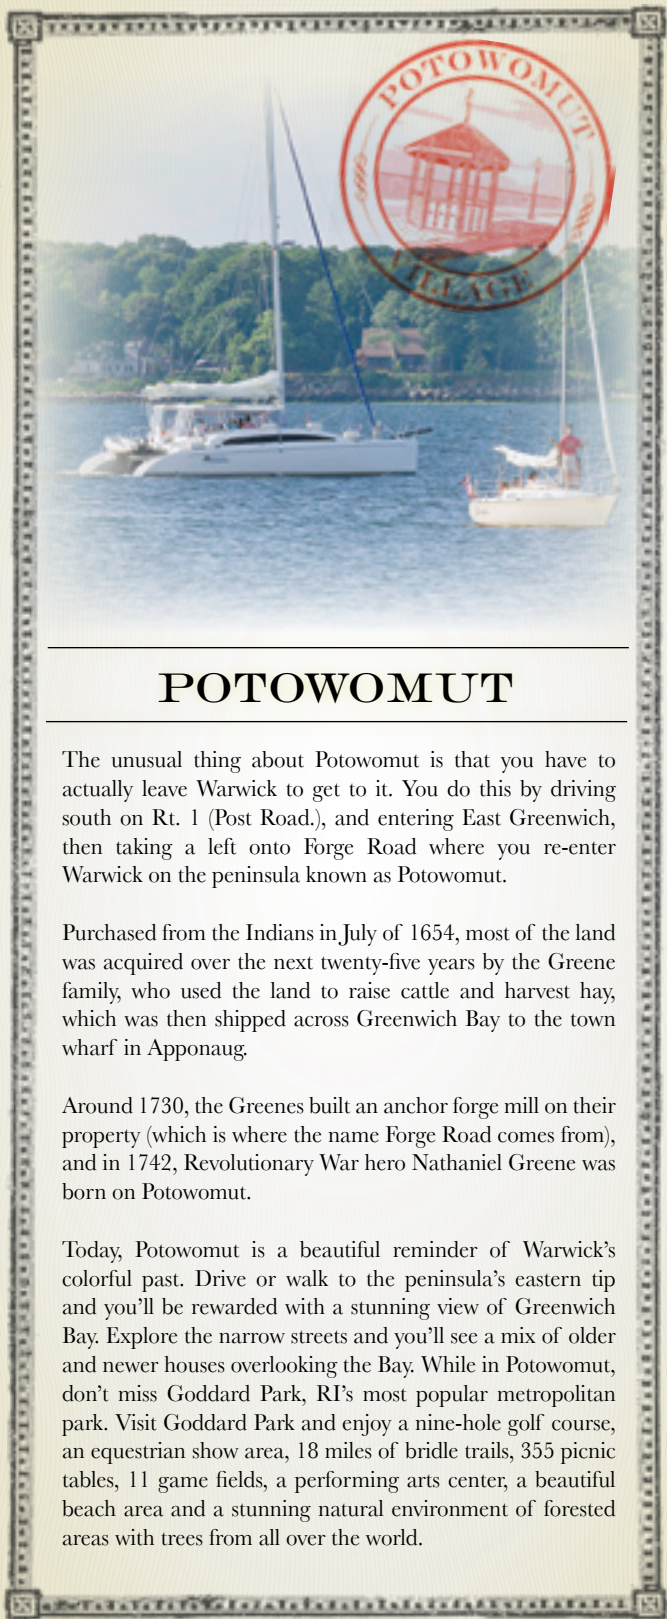 POTOWOMUT
VILLAGE
POTOWOMUT
The unusual thing about Potowomut is that you have to
actually leave Warwick to get to it. You do this by driving
south on Rt. 1 (Post Road.), and entering East Greenwich,
then taking a left onto Forge Road where you re-enter
Warwick on the peninsula known as Potowomut.
Purchased from the Indians in July of 1654, most of the land
was acquired over the next twenty-five years by the Greene
family, who used the land to raise cattle and harvest hay,
which was then shipped across Greenwich Bay to the town
wharf in Apponaug.
Around 1730, the Greenes built an anchor forge mill on their
property (which is where the name Forge Road comes from),
and in 1742, Revolutionary War hero Nathaniel Greene was
born on Potowomut.
Today, Potowomut is a beautiful reminder of Warwick’s
colorful past. Drive or walk to the peninsula’s eastern tip
and you’ll be rewarded with a stunning view of Greenwich
Bay. Explore the narrow streets and you’ll see a mix of older
and newer houses overlooking the Bay. While in Potowomut,
don’t miss Goddard Park, RI’s most popular metropolitan
park. Visit Goddard Park and enjoy a nine-hole golf course,
an equestrian show area, 18 miles of bridle trails, 355 picnic
tables, 11 game fields, a performing arts center, a beautiful
beach area and a stunning natural environment of forested
areas with trees from all over the world.